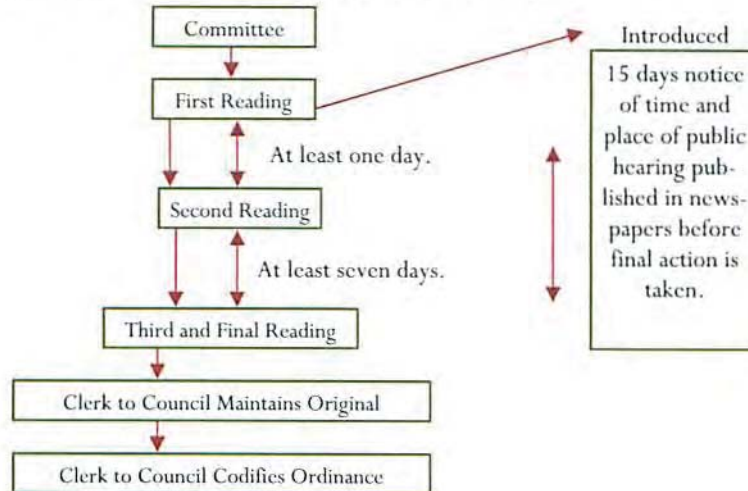 Committee
First Reading
At least one day.
Second Reading
At least seven days.
Third and Final Reading
Clerk to Council Maintains Original
Clerk to Council Codifies Ordinance
Introduced
15 days notice
of time and
place of public
hearing pub-
lished in news-
papers before
final action is
taken.